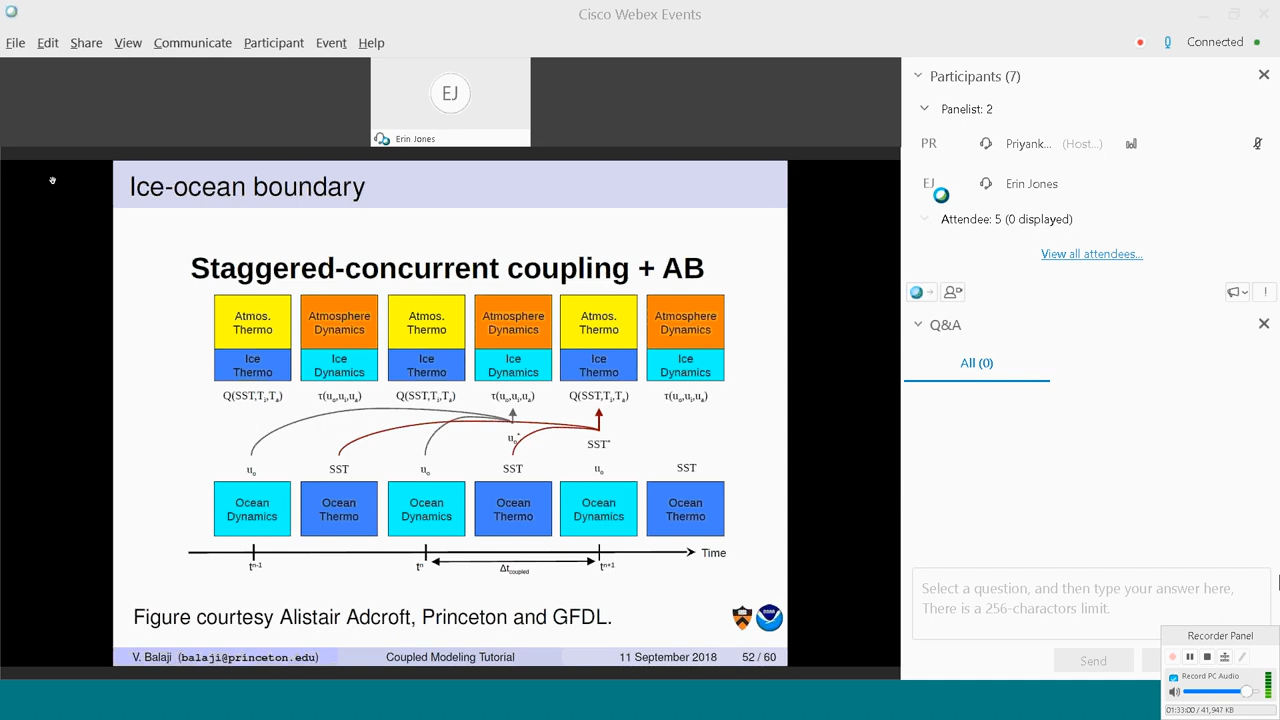 Cisco Webex Events
File Edit Share View Communicate Participant Event Help
Connected
EJ
Erin Jones
Participants (7)
Panelist: 2
PR Priyank... (Host...)
EJ Erin Jones
Attendee: 5 (0 displayed)
View all attendees...
Q&A
All (0)
Select a question, and then type your answer here,
There is a 256-charactors limit.
Send
Recorder Panel
Record PC Audio
01:33:00 / 41,947 KB
Ice-ocean boundary
Staggered-concurrent coupling + AB
Atmos. Thermo
Atmosphere Dynamics
Atmos. Thermo
Atmosphere Dynamics
Atmos. Thermo
Atmosphere Dynamics
Ice Thermo
Ice Dynamics
Ice Thermo
Ice Dynamics
Ice Thermo
Ice Dynamics
Q(SST,Ti,Ta) τ(uo,ui,ua) Q(SST,Ti,Ta) τ(uo,ui,ua) Q(SST,Ti,Ta) τ(uo,ui,ua)
uo* SST*
uo SST uo SST uo SST
Ocean Dynamics
Ocean Thermo
Ocean Dynamics
Ocean Thermo
Ocean Dynamics
Ocean Thermo
Time
tn-1 tn Δtcoupled tn+1
Figure courtesy Alistair Adcroft, Princeton and GFDL.
V. Balaji (balaji@princeton.edu) Coupled Modeling Tutorial 11 September 2018 52 / 60